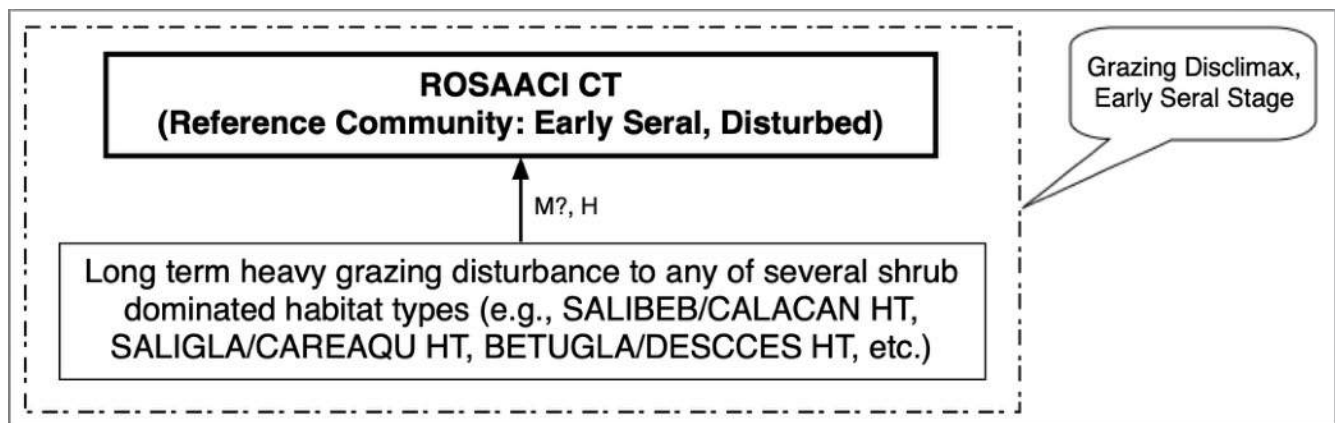 ROSAACI CT
(Reference Community: Early Seral, Disturbed)
Grazing Disclimax,
Early Seral Stage
M?, H
Long term heavy grazing disturbance to any of several shrub
dominated habitat types (e.g., SALIBEB/CALACAN HT,
SALIGLA/CAREAQU HT, BETUGLA/DESCCES HT, etc.)